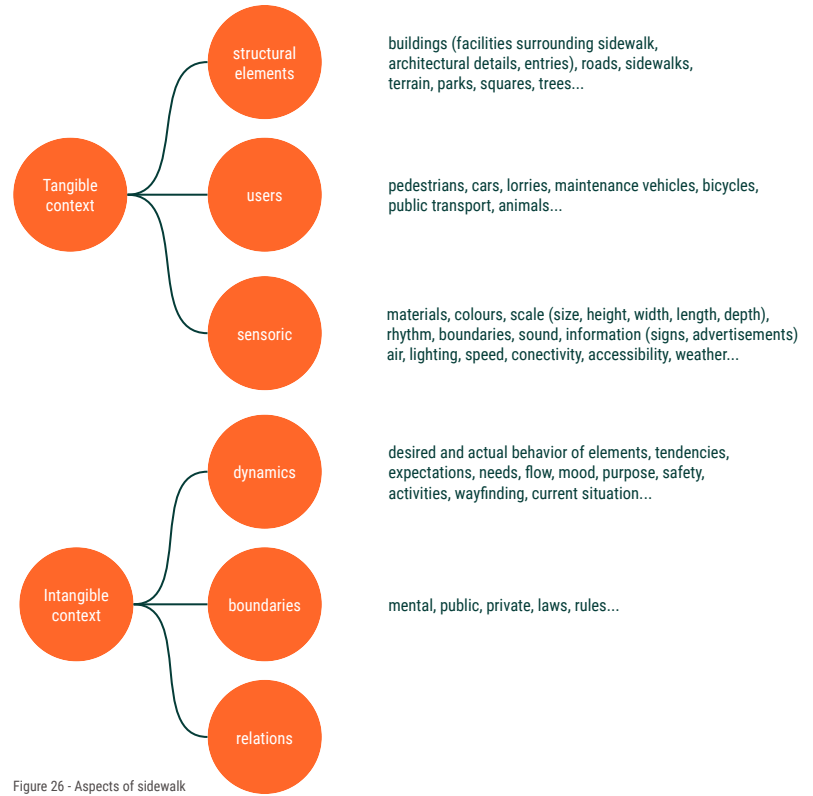 Tangible
context
structural
elements
buildings (facilities surrounding sidewalk,
architectural details, entries), roads, sidewalks,
terrain, parks, squares, trees...
users
pedestrians, cars, lorries, maintenance vehicles, bicycles,
public transport, animals...
sensoric
materials, colours, scale (size, height, width, length, depth),
rhythm, boundaries, sound, information (signs, advertisements)
air, lighting, speed, conectivity, accessibility, weather...
Intangible
context
dynamics
desired and actual behavior of elements, tendencies,
expectations, needs, flow, mood, purpose, safety,
activities, wayfinding, current situation...
boundaries
mental, public, private, laws, rules...
relations
Figure 26 - Aspects of sidewalk